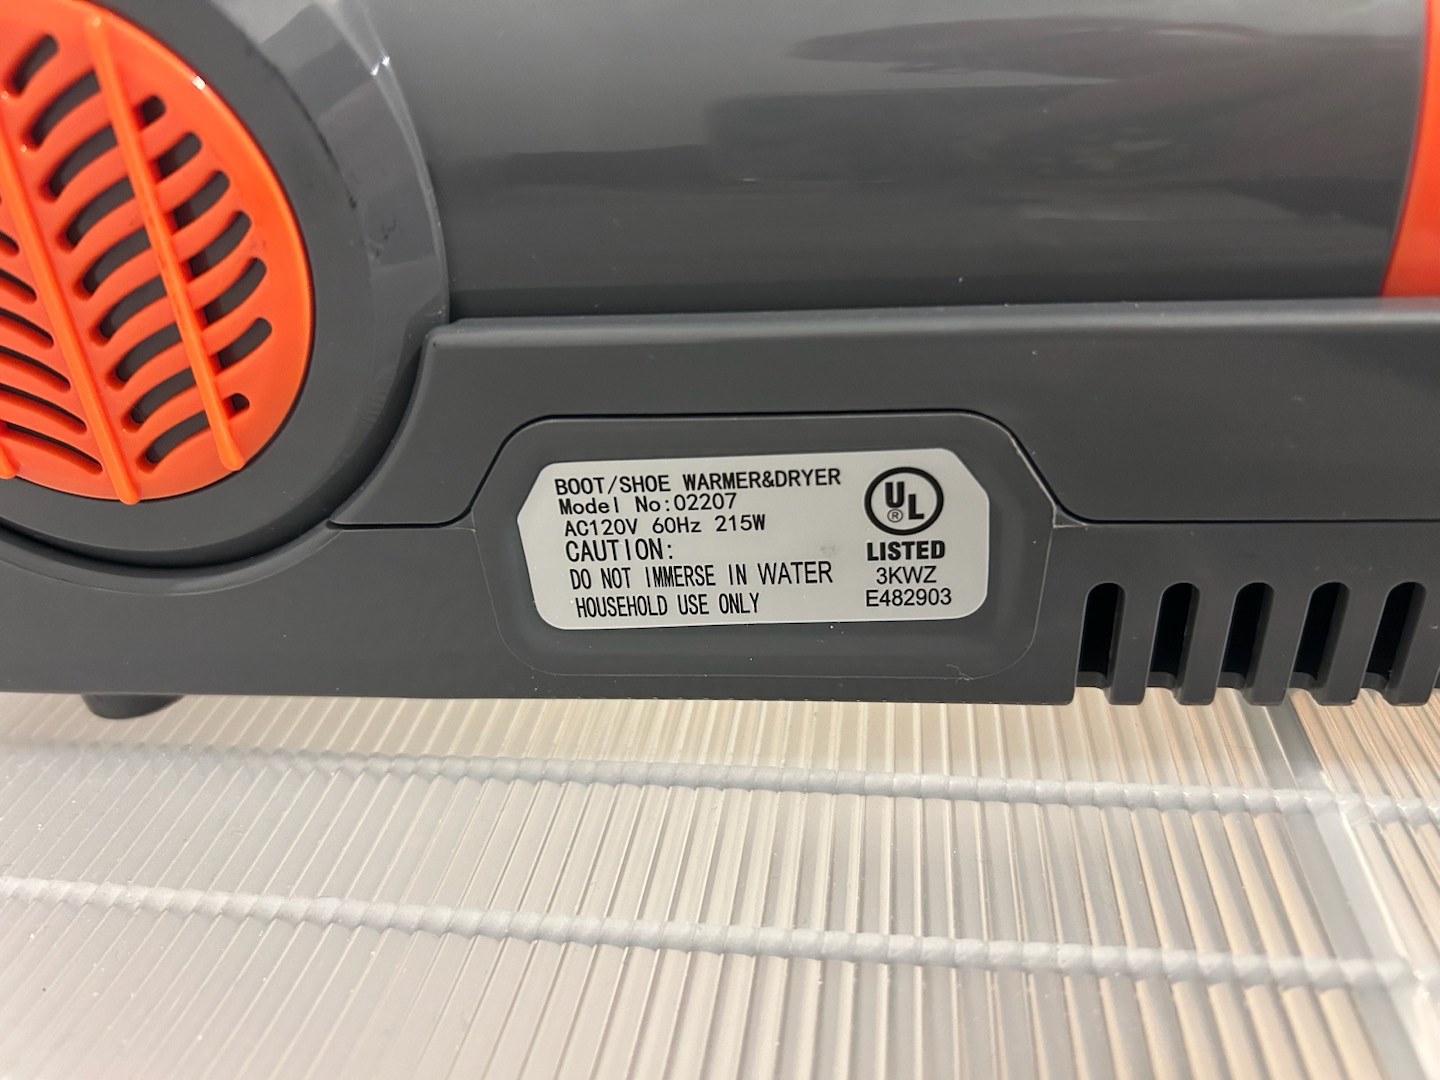 BOOT/SHOE WARMER&DRYER
Model No:02207
AC120V 60Hz 215W
CAUTION:
DO NOT IMMERSE IN WATER
HOUSEHOLD USE ONLY
UL®
LISTED
3KWZ
E482903